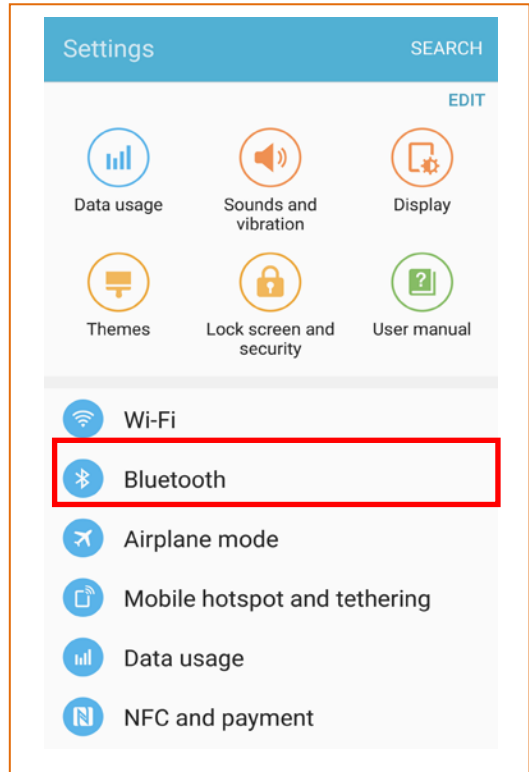 Settings
SEARCH
EDIT
Data usage
Sounds and
vibration
Display
Themes
Lock screen and
security
User manual
Wi-Fi
Bluetooth
Airplane mode
Mobile hotspot and tethering
Data usage
NFC and payment